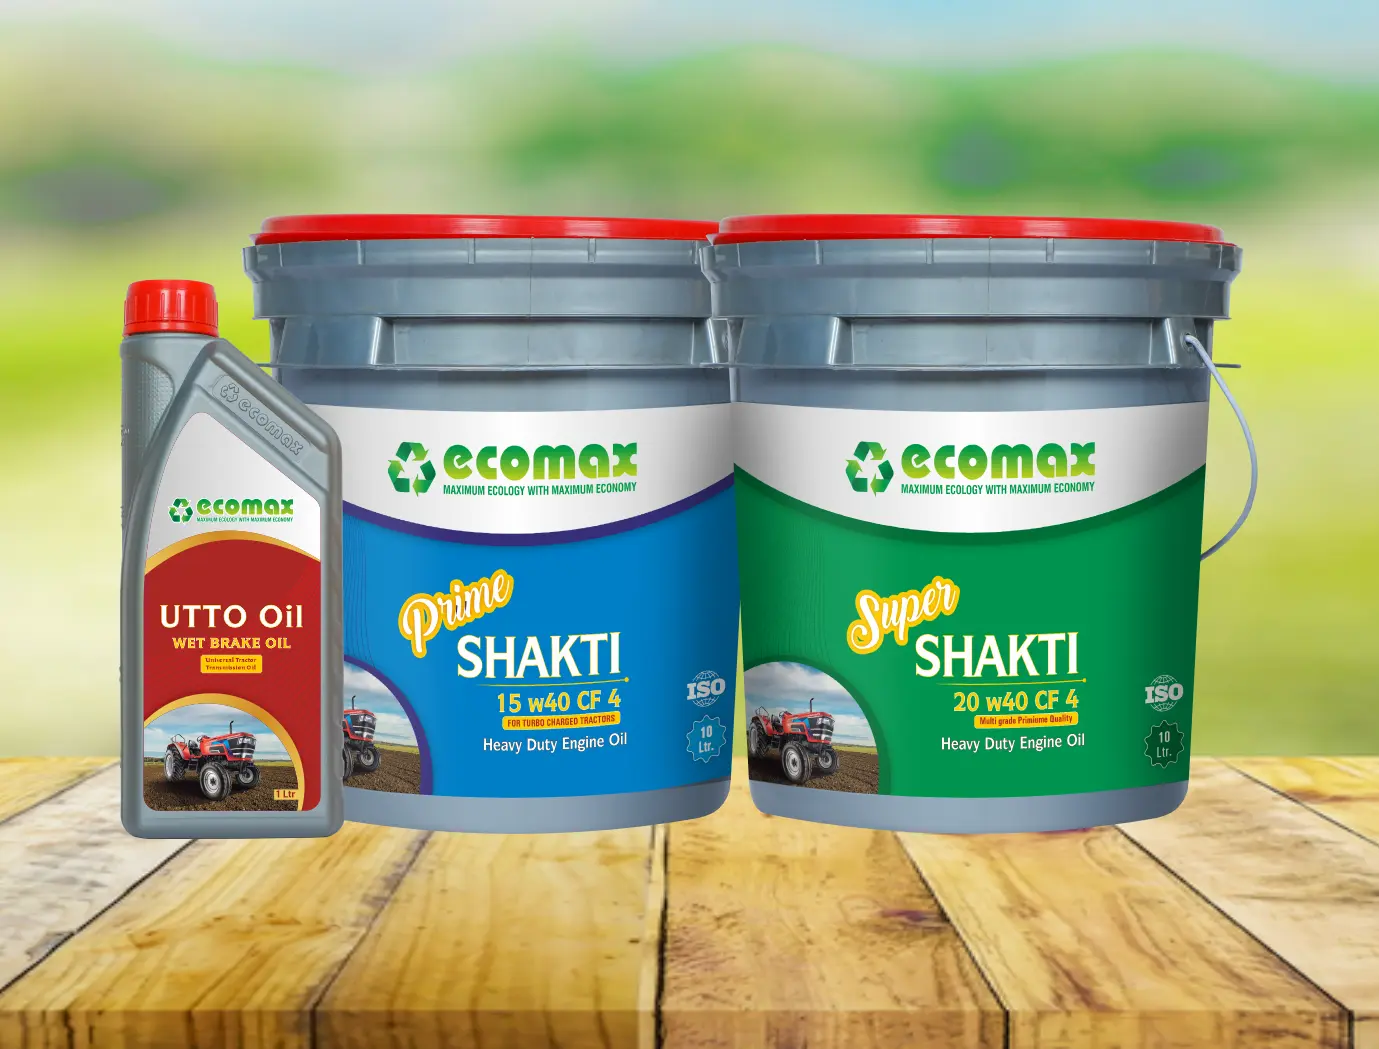 ecomax
ecomax
MAXIMUM ECOLOGY WITH MAXIMUM ECONOMY
UTTO Oil
WET BRAKE OIL
Universal Tractor
Transmission Oil
1 Ltr
ecomax
MAXIMUM ECOLOGY WITH MAXIMUM ECONOMY
Prime
SHAKTI
15 w40 CF 4
FOR TURBO CHARGED TRACTORS
Heavy Duty Engine Oil
ISO
10
Ltr.
ecomax
MAXIMUM ECOLOGY WITH MAXIMUM ECONOMY
Super
SHAKTI
20 w40 CF 4
Multi grade Primiume Quality
Heavy Duty Engine Oil
ISO
10
Ltr.